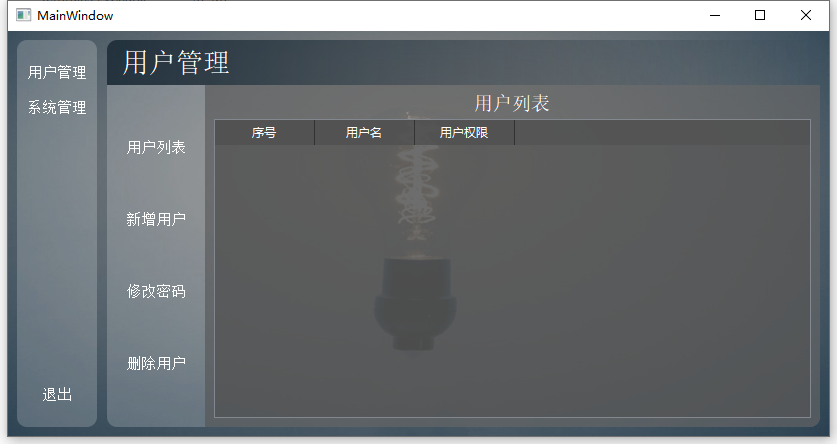 MainWindow
用户管理
系统管理
退出
用户管理
用户列表
新增用户
修改密码
删除用户
用户列表
序号 用户名 用户权限